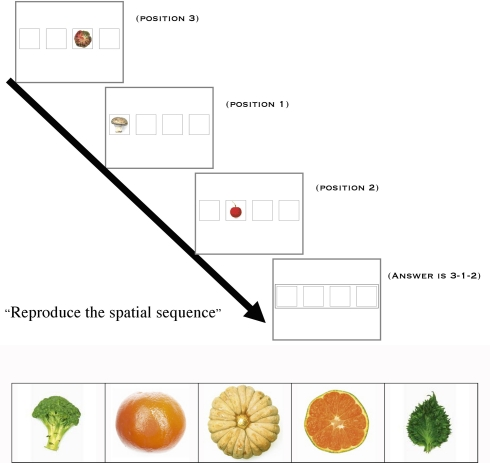 (POSITION 3)
(POSITION 1)
(POSITION 2)
(ANSWER IS 3-1-2)
“Reproduce the spatial sequence”